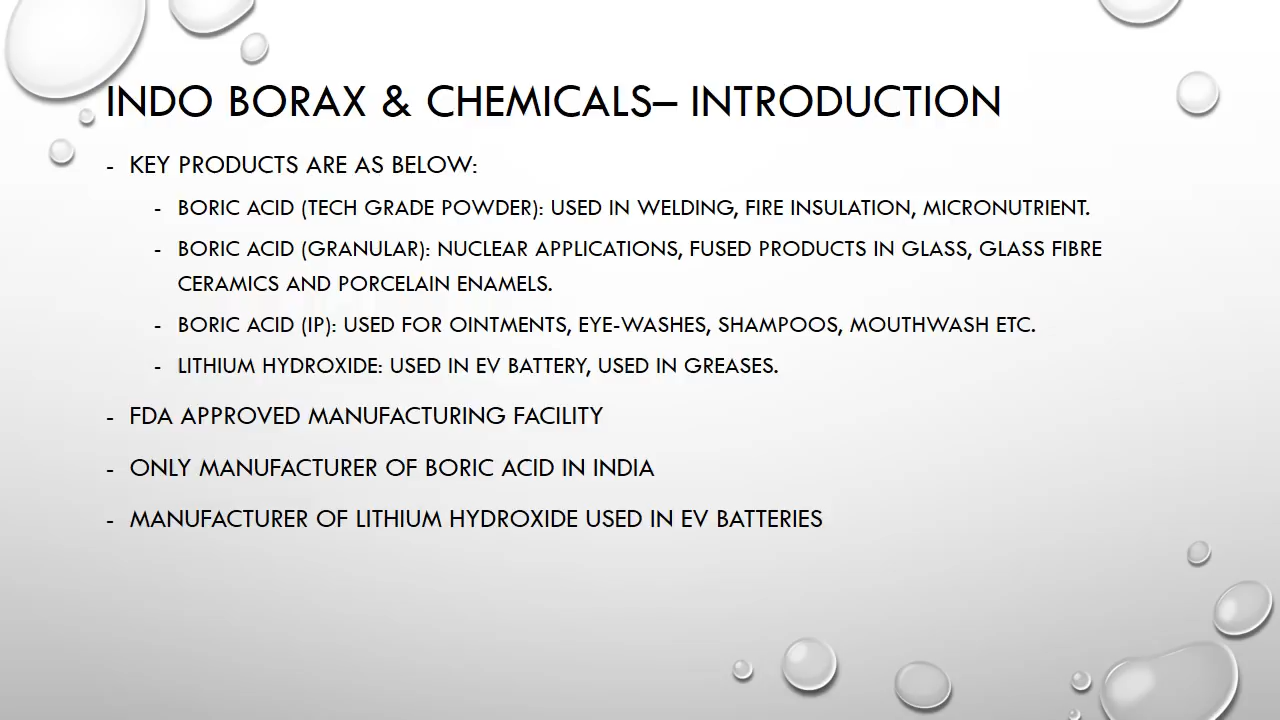 INDO BORAX & CHEMICALS– INTRODUCTION
- KEY PRODUCTS ARE AS BELOW:
- BORIC ACID (TECH GRADE POWDER): USED IN WELDING, FIRE INSULATION, MICRONUTRIENT.
- BORIC ACID (GRANULAR): NUCLEAR APPLICATIONS, FUSED PRODUCTS IN GLASS, GLASS FIBRE
CERAMICS AND PORCELAIN ENAMELS.
- BORIC ACID (IP): USED FOR OINTMENTS, EYE-WASHES, SHAMPOOS, MOUTHWASH ETC.
- LITHIUM HYDROXIDE: USED IN EV BATTERY, USED IN GREASES.
- FDA APPROVED MANUFACTURING FACILITY
- ONLY MANUFACTURER OF BORIC ACID IN INDIA
- MANUFACTURER OF LITHIUM HYDROXIDE USED IN EV BATTERIES